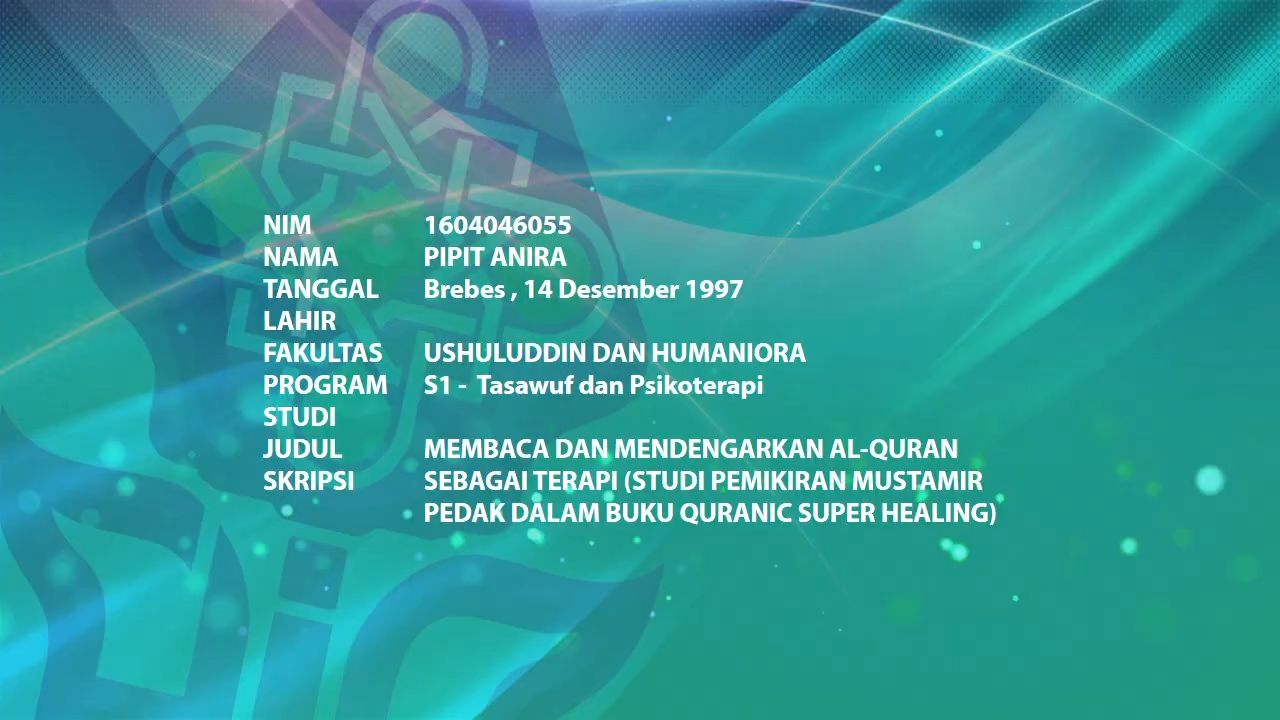 NIM 1604046055
NAMA PIPIT ANIRA
TANGGAL Brebes , 14 Desember 1997
LAHIR
FAKULTAS USHULUDDIN DAN HUMANIORA
PROGRAM S1 - Tasawuf dan Psikoterapi
STUDI
JUDUL MEMBACA DAN MENDENGARKAN AL-QURAN
SKRIPSI SEBAGAI TERAPI (STUDI PEMIKIRAN MUSTAMIR
PEDAK DALAM BUKU QURANIC SUPER HEALING)